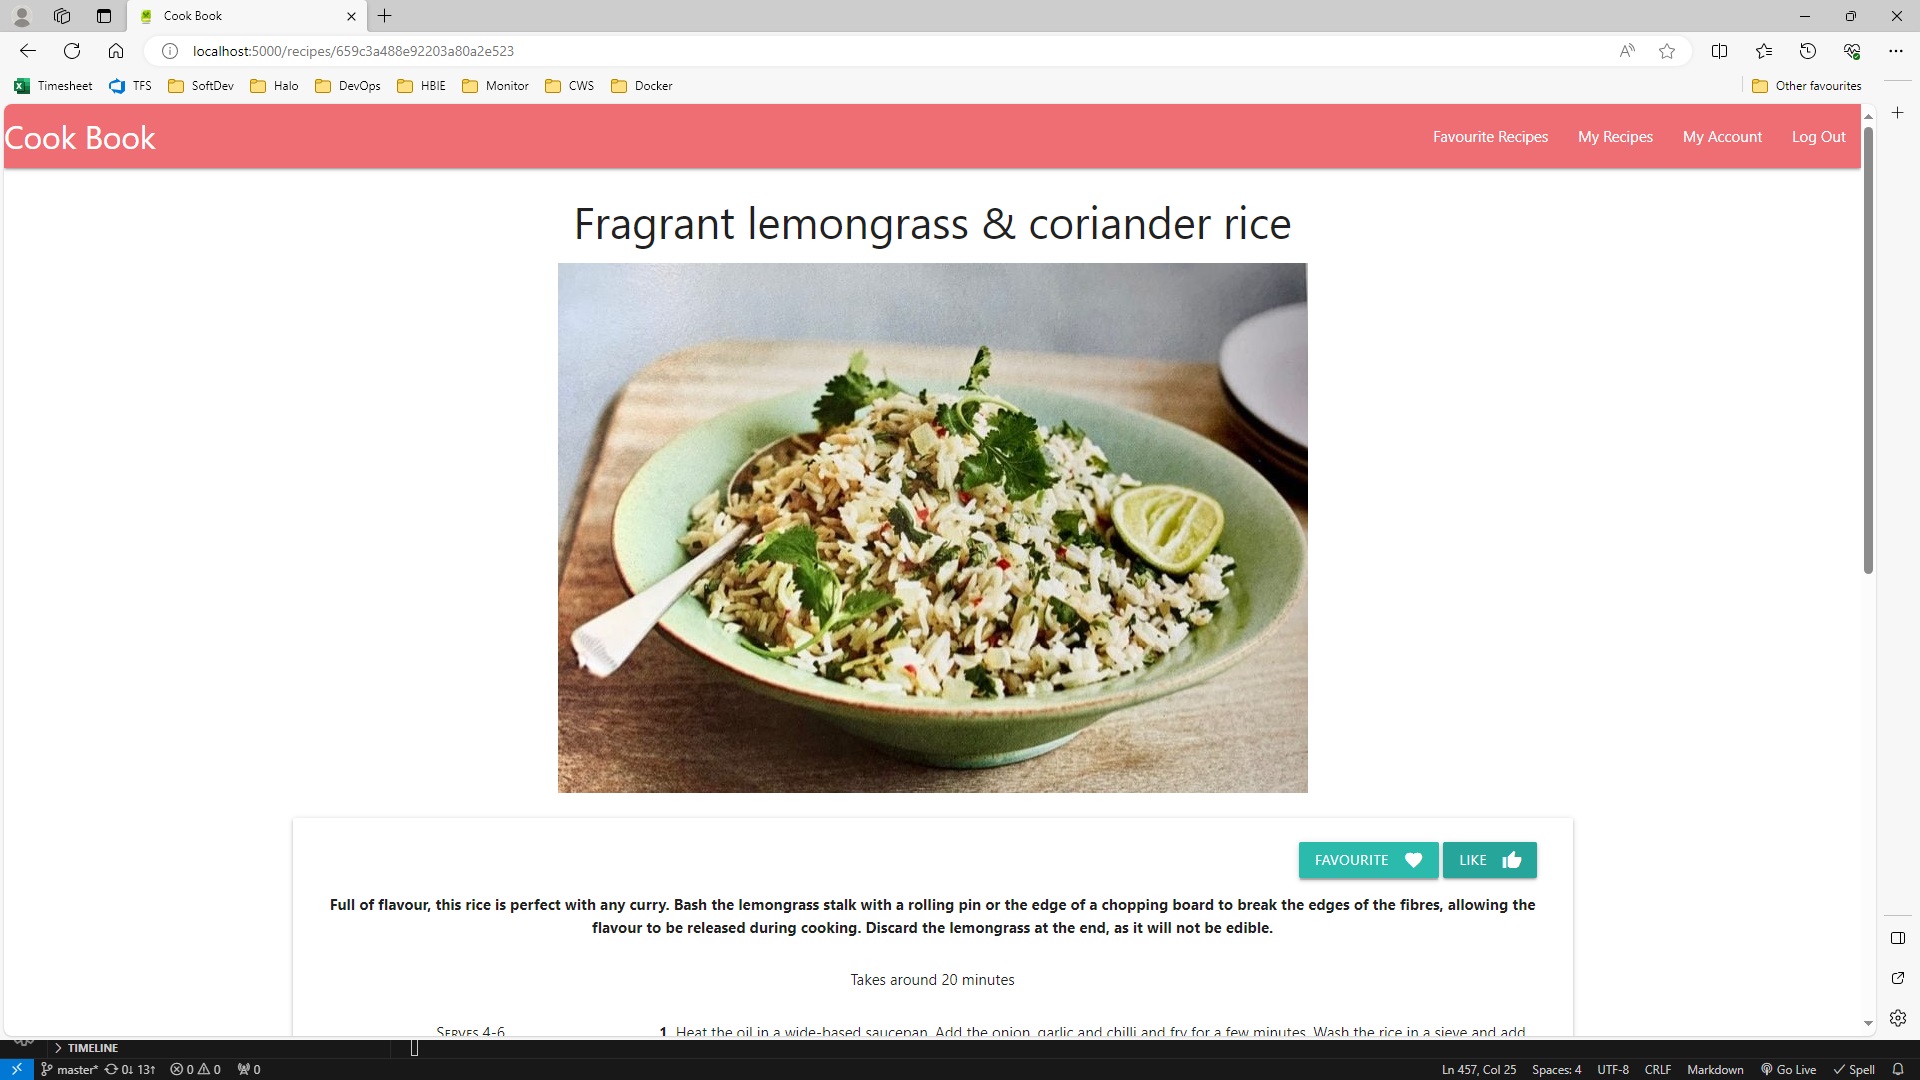 Cook Book
localhost:5000/recipes/659c3a488e92203a80a2e523
Timesheet TFS SoftDev Halo DevOps HBIE Monitor CWS Docker Other favourites
Cook Book Favourite Recipes My Recipes My Account Log Out
Fragrant lemongrass & coriander rice
FAVOURITE LIKE
Full of flavour, this rice is perfect with any curry. Bash the lemongrass stalk with a rolling pin or the edge of a chopping board to break the edges of the fibres, allowing the
flavour to be released during cooking. Discard the lemongrass at the end, as it will not be edible.
Takes around 20 minutes
Serves 4-6 1 Heat the oil in a wide-based saucepan. Add the onion, garlic and chilli and fry for a few minutes. Wash the rice in a sieve and add
TIMELINE
master* 0↓ 13↑ 0 0 0 Ln 457, Col 25 Spaces: 4 UTF-8 CRLF Markdown Go Live Spell